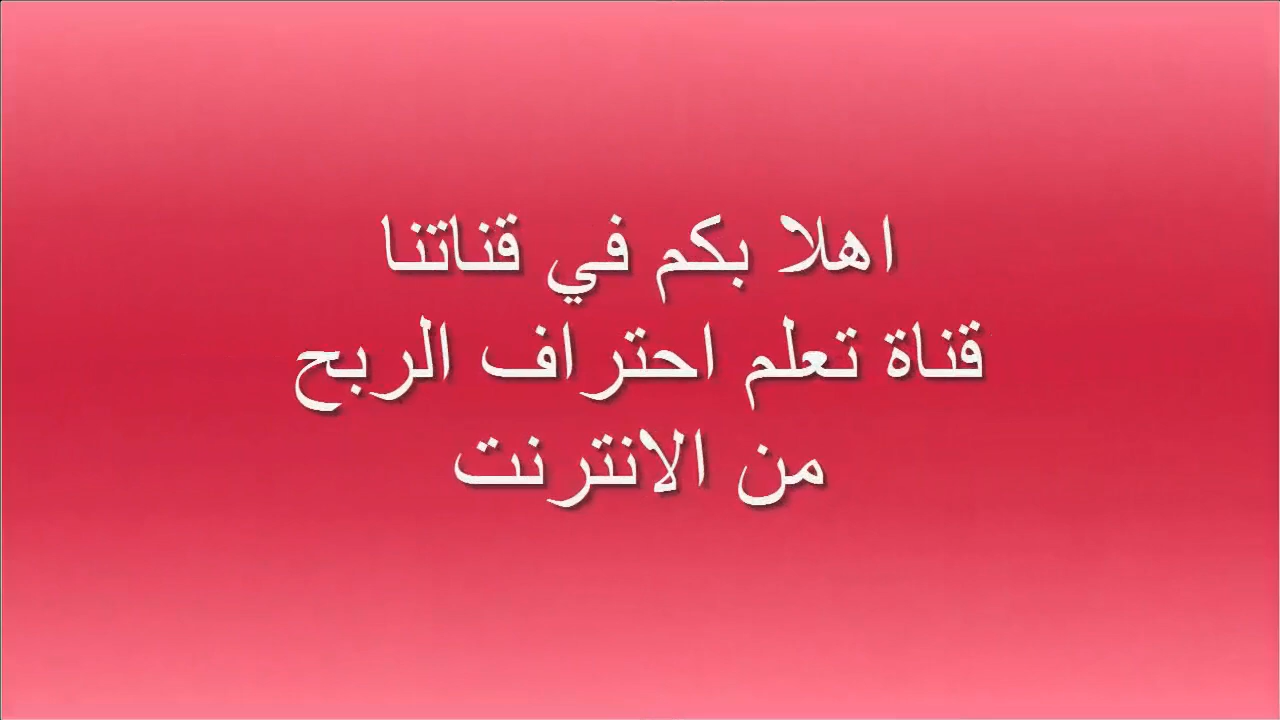 اهلا بكم في قناتنا
قناة تعلم احتراف الربح
من الانترنت